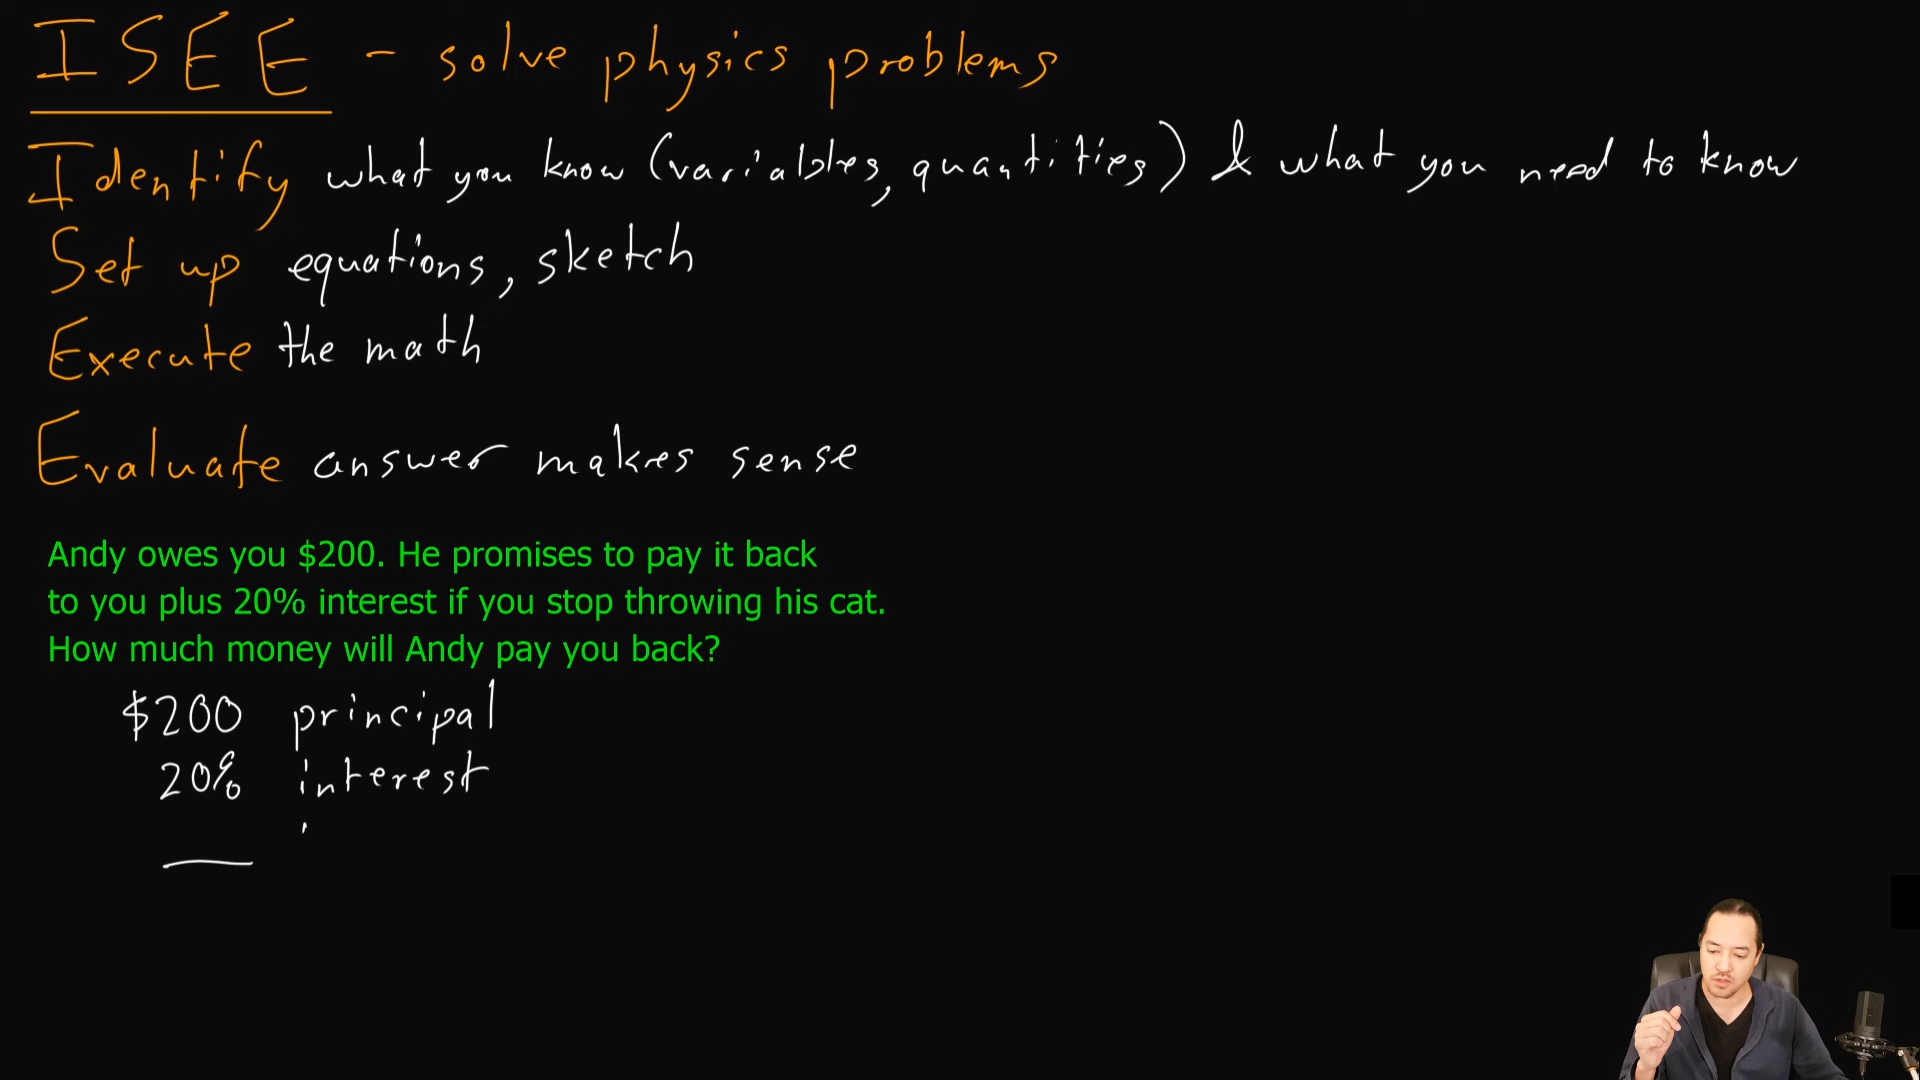 ISEE - solve physics problems
Identify what you know (variables, quantities) & what you need to know
Set up equations, sketch
Execute the math
Evaluate answer makes sense
Andy owes you $200. He promises to pay it back
to you plus 20% interest if you stop throwing his cat.
How much money will Andy pay you back?
$200 principal
20% interest